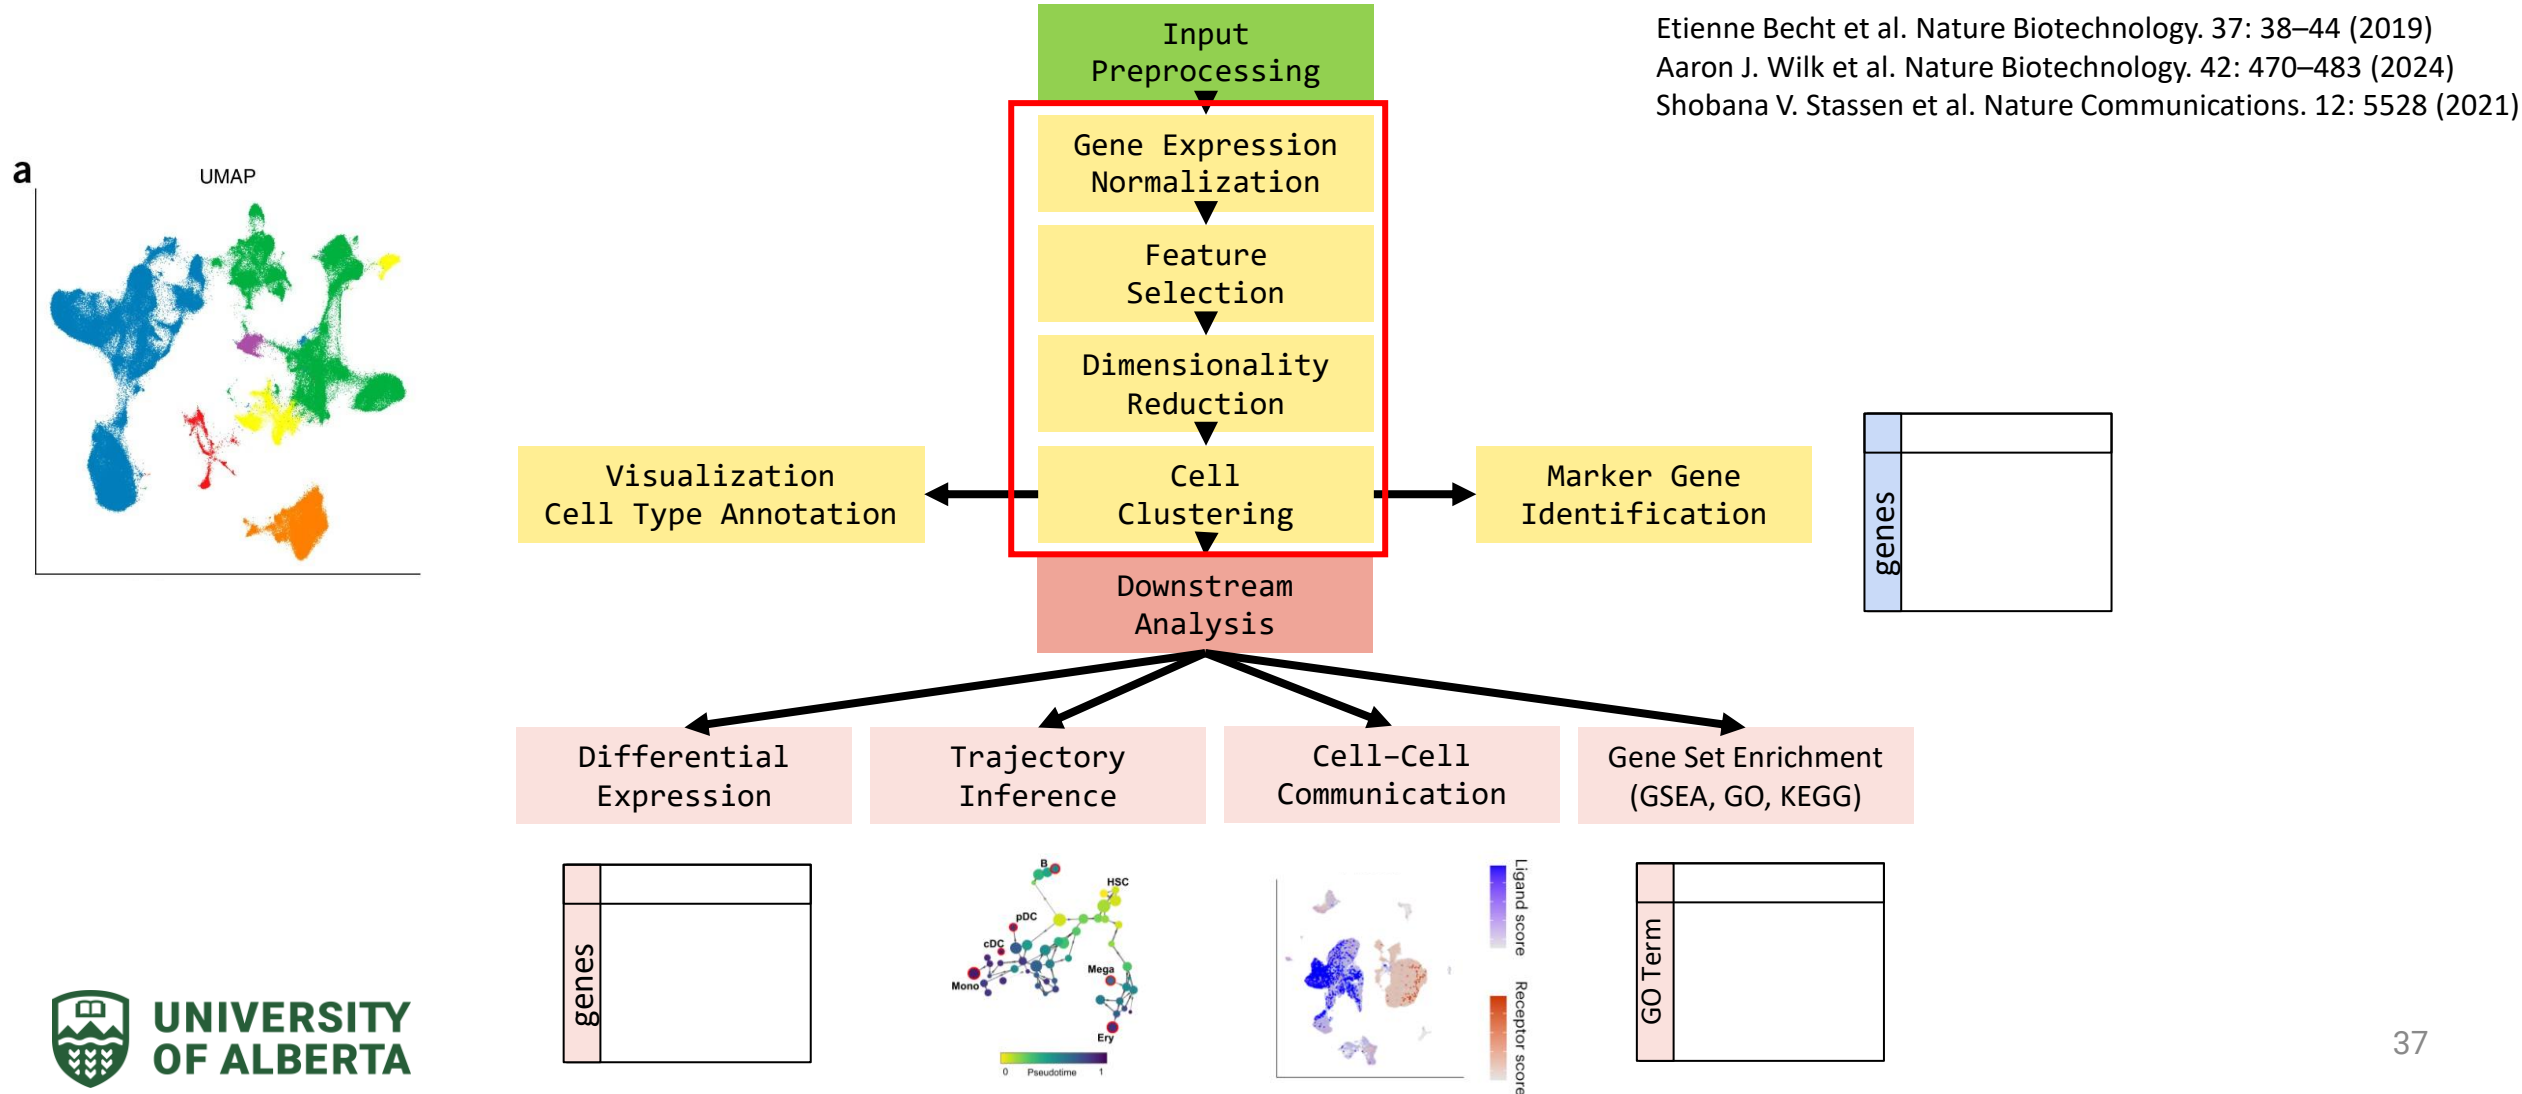 Input
Preprocessing
Etienne Becht et al. Nature Biotechnology. 37: 38–44 (2019)
Aaron J. Wilk et al. Nature Biotechnology. 42: 470–483 (2024)
Shobana V. Stassen et al. Nature Communications. 12: 5528 (2021)
Gene Expression
Normalization
a
UMAP
Feature
Selection
Dimensionality
Reduction
Visualization
Cell Type Annotation
Cell
Clustering
Marker Gene
Identification
genes
Downstream
Analysis
Differential
Expression
Trajectory
Inference
Cell–Cell
Communication
Gene Set Enrichment
(GSEA, GO, KEGG)
genes
B
HSC
pDC
cDC
Mono
Mega
Ery
0 Pseudotime 1
Ligand score
Receptor score
GO Term
UNIVERSITY
OF ALBERTA
37